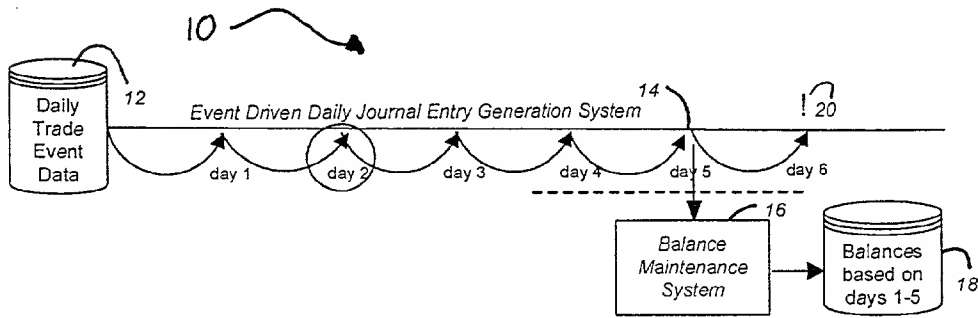 10
12
Daily
Trade
Event
Data
Event Driven Daily Journal Entry Generation System
14
! 20
day 1
day 2
day 3
day 4
day 5
day 6
16
Balance
Maintenance
System
Balances
based on
days 1-5
18